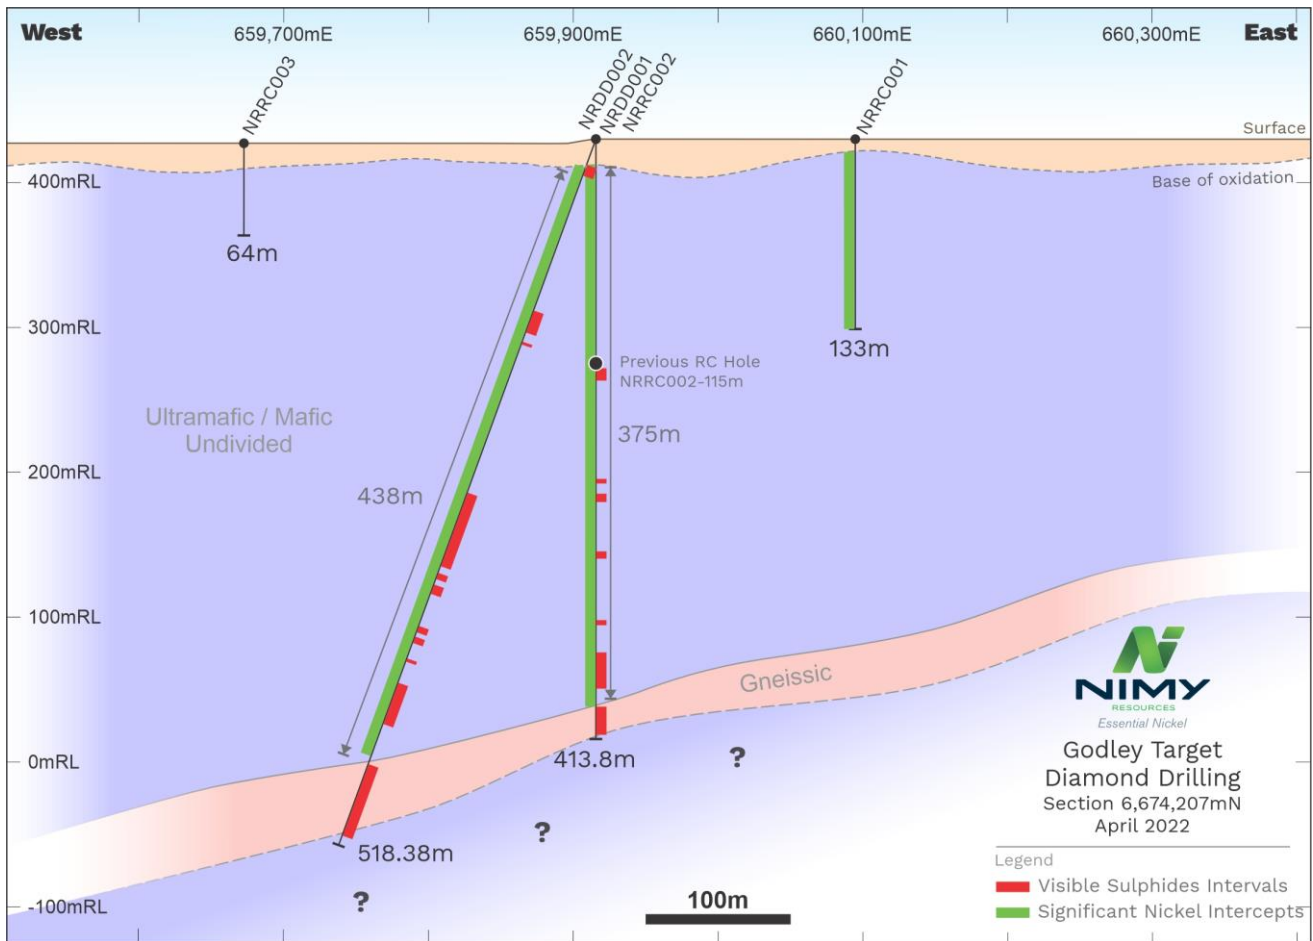 West
659,700mE
659,900mE
660,100mE
660,300mE
East
NRRC003
NRDD002
NRDD001
NRRC002
NRRC001
Surface
Base of oxidation
400mRL
300mRL
200mRL
100mRL
0mRL
-100mRL
64m
133m
Previous RC Hole
NRRC002-115m
Ultramafic / Mafic
Undivided
375m
438m
Gneissic
413.8m
518.38m
?
?
?
100m
NIMY
RESOURCES
Essential Nickel
Godley Target
Diamond Drilling
Section 6,674,207mN
April 2022
Legend
Visible Sulphides Intervals
Significant Nickel Intercepts